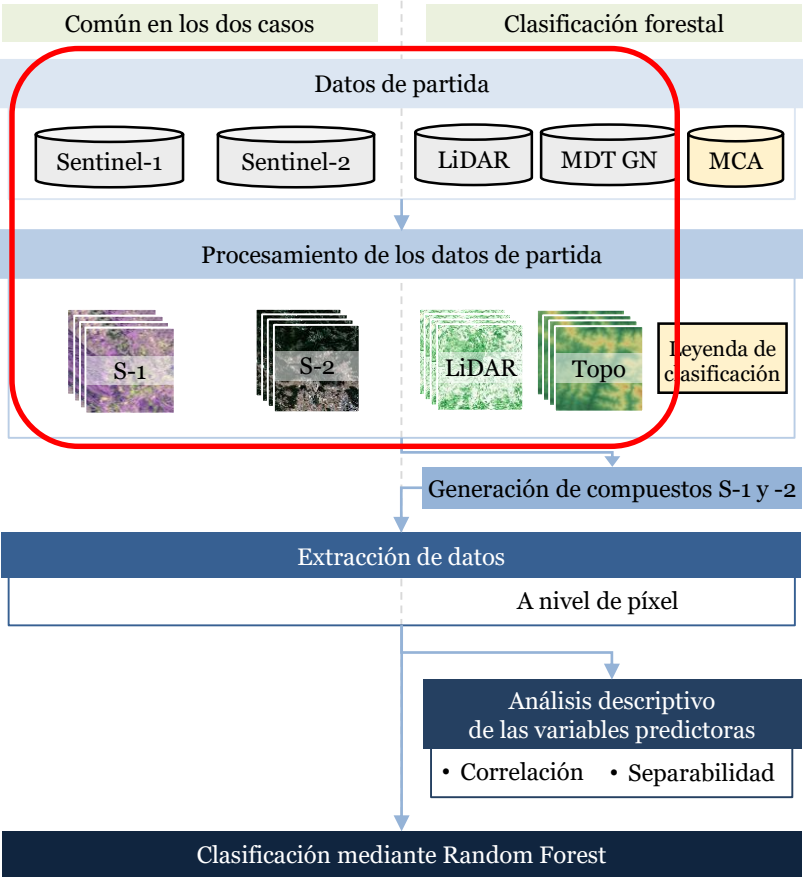 Común en los dos casos
Clasificación forestal
Datos de partida
Sentinel-1
Sentinel-2
LiDAR
MDT GN
MCA
Procesamiento de los datos de partida
S-1
S-2
LiDAR
Topo
Leyenda de
clasificación
Generación de compuestos S-1 y -2
Extracción de datos
A nivel de píxel
Análisis descriptivo
de las variables predictoras
• Correlación
• Separabilidad
Clasificación mediante Random Forest